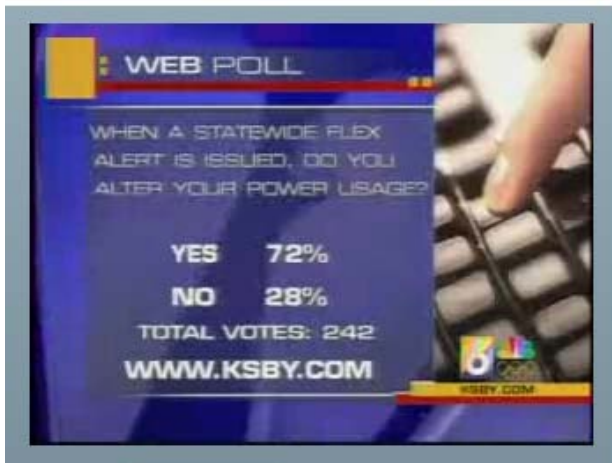 WEB POLL
WHEN A STATEWIDE FLEX
ALERT IS ISSUED, DO YOU
ALTER YOUR POWER USAGE?
YES 72%
NO 28%
TOTAL VOTES: 242
WWW.KSBY.COM
6
KSBY.COM